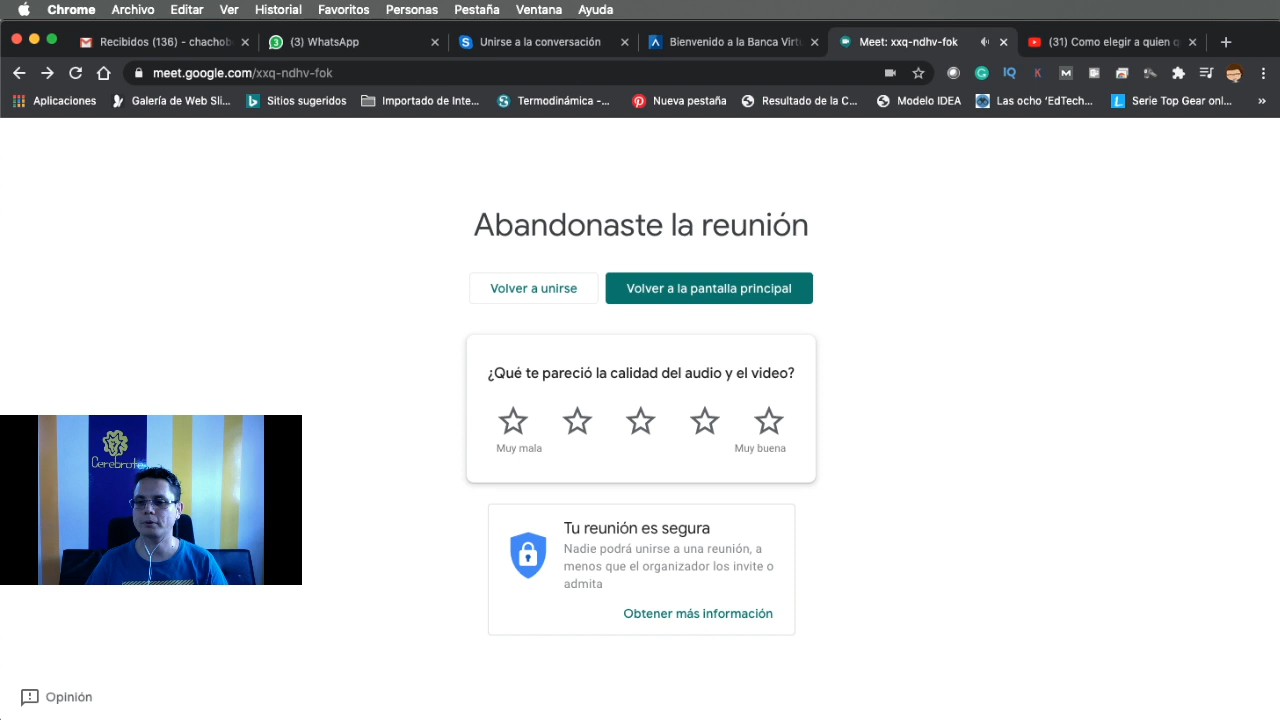 Chrome Archivo Editar Ver Historial Favoritos Personas Pestaña Ventana Ayuda
Recibidos (136) - chachob
3 (3) WhatsApp
Unirse a la conversación
Bienvenido a la Banca Virtu
Meet: xxq-ndhv-fok
(31) Como elegir a quien q
meet.google.com/xxq-ndhv-fok
Aplicaciones
Galería de Web Sli...
Sitios sugeridos
Importado de Inte...
Termodinámica -...
Nueva pestaña
Resultado de la C...
Modelo IDEA
Las ocho ‘EdTech...
Serie Top Gear onl...
»
Abandonaste la reunión
Volver a unirse
Volver a la pantalla principal
¿Qué te pareció la calidad del audio y el video?
Muy mala
Muy buena
Tu reunión es segura
Nadie podrá unirse a una reunión, a
menos que el organizador los invite o
admita
Obtener más información
Opinión